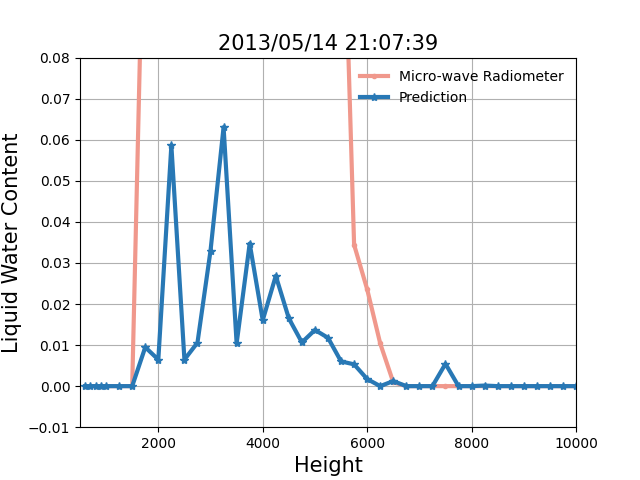 2013/05/14 21:07:39
Micro-wave Radiometer
Prediction
Liquid Water Content
0.08
0.07
0.06
0.05
0.04
0.03
0.02
0.01
0.00
−0.01
2000 4000 6000 8000 10000
Height